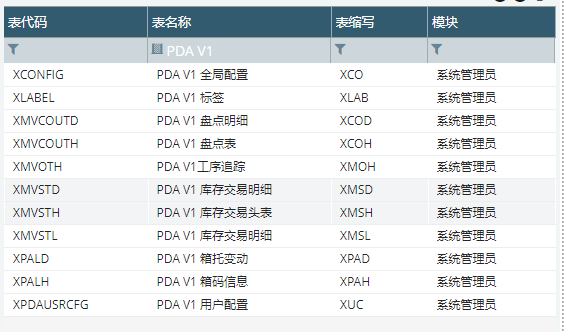 表代码 表名称 表缩写 模块
PDA V1
XCONFIG PDA V1 全局配置 XCO 系统管理员
XLABEL PDA V1 标签 XLAB 系统管理员
XMVCOUTD PDA V1 盘点明细 XCOD 系统管理员
XMVCOUTH PDA V1 盘点表 XCOH 系统管理员
XMVOTH PDA V1工序追踪 XMOH 系统管理员
XMVSTD PDA V1 库存交易明细 XMSD 系统管理员
XMVSTH PDA V1 库存交易头表 XMSH 系统管理员
XMVSTL PDA V1 库存交易明细 XMSL 系统管理员
XPALD PDA V1 箱托变动 XPAD 系统管理员
XPALH PDA V1 箱码信息 XPAH 系统管理员
XPDAUSRCFG PDA V1 用户配置 XUC 系统管理员